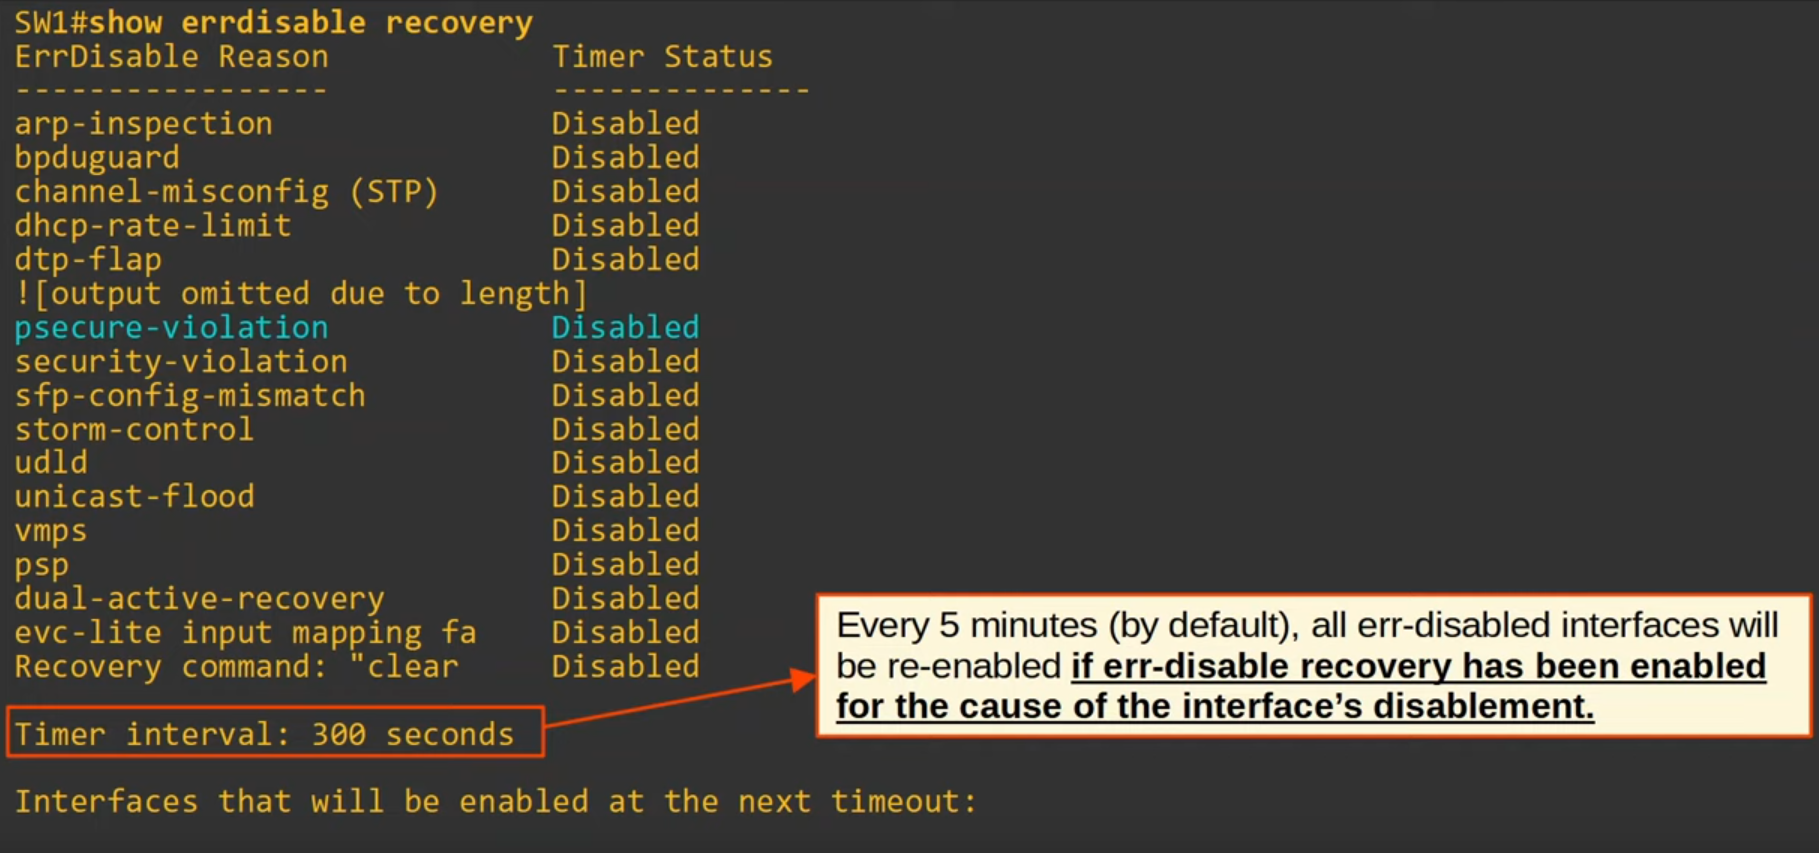 SW1#show errdisable recovery
ErrDisable Reason            Timer Status
-----------------            --------------
arp-inspection               Disabled
bpduguard                    Disabled
channel-misconfig (STP)      Disabled
dhcp-rate-limit              Disabled
dtp-flap                     Disabled
![output omitted due to length]
psecure-violation            Disabled
security-violation           Disabled
sfp-config-mismatch          Disabled
storm-control                Disabled
udld                         Disabled
unicast-flood                Disabled
vmps                         Disabled
psp                          Disabled
dual-active-recovery         Disabled
evc-lite input mapping fa    Disabled
Recovery command: "clear     Disabled
Timer interval: 300 seconds
Interfaces that will be enabled at the next timeout:
Every 5 minutes (by default), all err-disabled interfaces will
be re-enabled if err-disable recovery has been enabled
for the cause of the interface’s disablement.